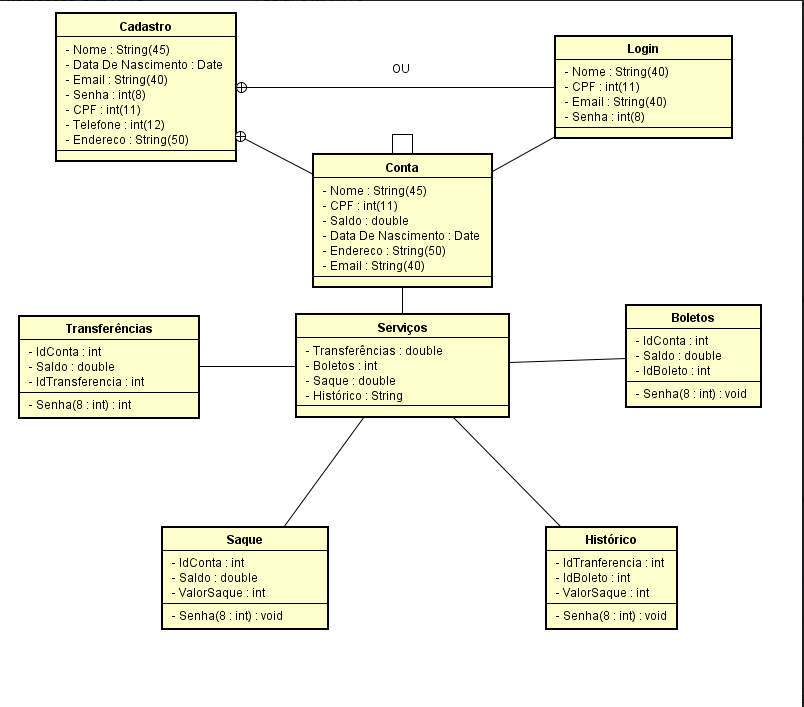 Cadastro
- Nome : String(45)
- Data De Nascimento : Date
- Email : String(40)
- Senha : int(8)
- CPF : int(11)
- Telefone : int(12)
- Endereco : String(50)
OU
Login
- Nome : String(40)
- CPF : int(11)
- Email : String(40)
- Senha : int(8)
Conta
- Nome : String(45)
- CPF : int(11)
- Saldo : double
- Data De Nascimento : Date
- Endereco : String(50)
- Email : String(40)
Transferências
- IdConta : int
- Saldo : double
- IdTransferencia : int
- Senha(8 : int) : int
Serviços
- Transferências : double
- Boletos : int
- Saque : double
- Histórico : String
Boletos
- IdConta : int
- Saldo : double
- IdBoleto : int
- Senha(8 : int) : void
Saque
- IdConta : int
- Saldo : double
- ValorSaque : int
- Senha(8 : int) : void
Histórico
- IdTranferencia : int
- IdBoleto : int
- ValorSaque : int
- Senha(8 : int) : void